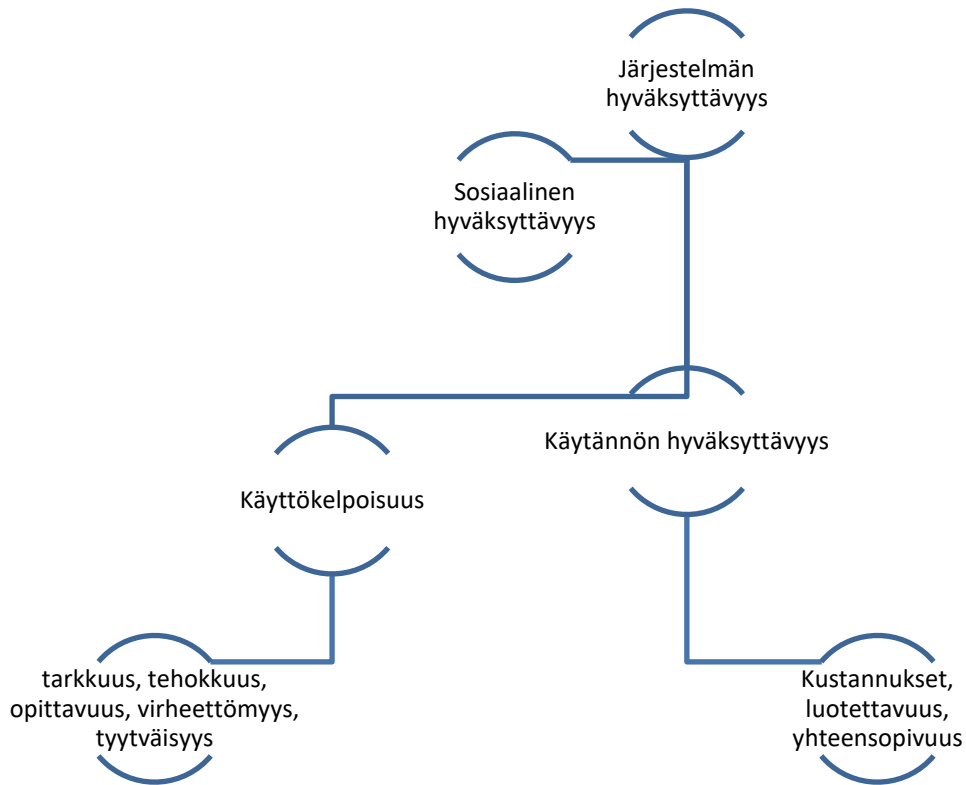 Järjestelmän
hyväksyttävyys
Sosiaalinen
hyväksyttävyys
Käytännön hyväksyttävyys
Käyttökelpoisuus
tarkkuus, tehokkuus,
opittavuus, virheettömyys,
tyytväisyys
Kustannukset,
luotettavuus,
yhteensopivuus